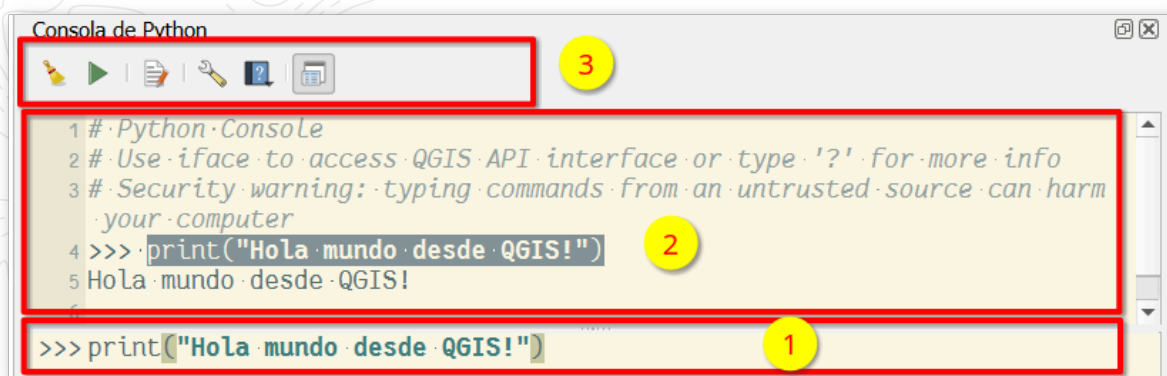 Consola de Python
3
1 # Python Console
2 # Use iface to access QGIS API interface or type '?' for more info
3 # Security warning: typing commands from an untrusted source can harm
your computer
4 >>> print("Hola mundo desde QGIS!")
2
5 Hola mundo desde QGIS!
6
>>> print("Hola mundo desde QGIS!")
1